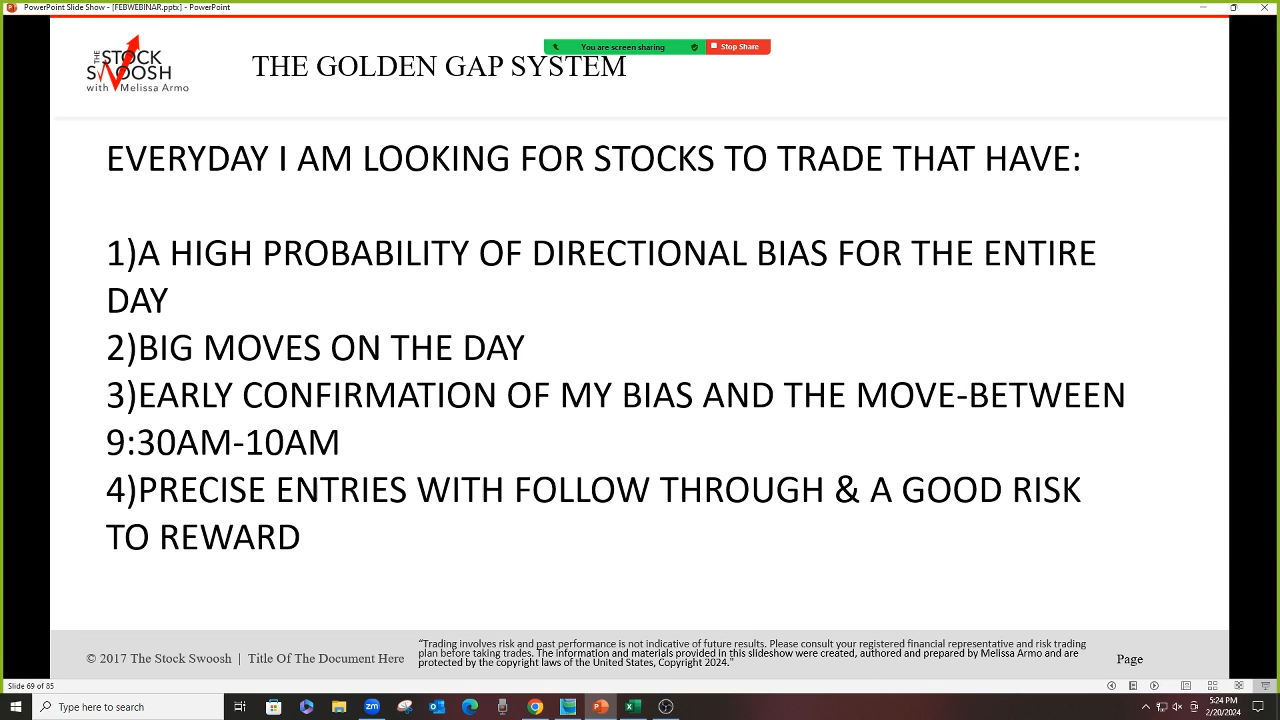 PowerPoint Slide Show - [FEBWEBINAR.pptx] - PowerPoint
You are screen sharing
Stop Share
THE
STOCK
SWOOSH
with Melissa Armo
THE GOLDEN GAP SYSTEM
EVERYDAY I AM LOOKING FOR STOCKS TO TRADE THAT HAVE:
1)A HIGH PROBABILITY OF DIRECTIONAL BIAS FOR THE ENTIRE
DAY
2)BIG MOVES ON THE DAY
3)EARLY CONFIRMATION OF MY BIAS AND THE MOVE-BETWEEN
9:30AM-10AM
4)PRECISE ENTRIES WITH FOLLOW THROUGH & A GOOD RISK
TO REWARD
© 2017 The Stock Swoosh | Title Of The Document Here
“Trading involves risk and past performance is not indicative of future results. Please consult your registered financial representative and risk trading
plan before taking trades. The information and materials provided in this slideshow were created, authored and prepared by Melissa Armo and are
protected by the copyright laws of the United States, Copyright 2024."
Page
Slide 69 of 85
Type here to search
5:24 PM
2/20/2024